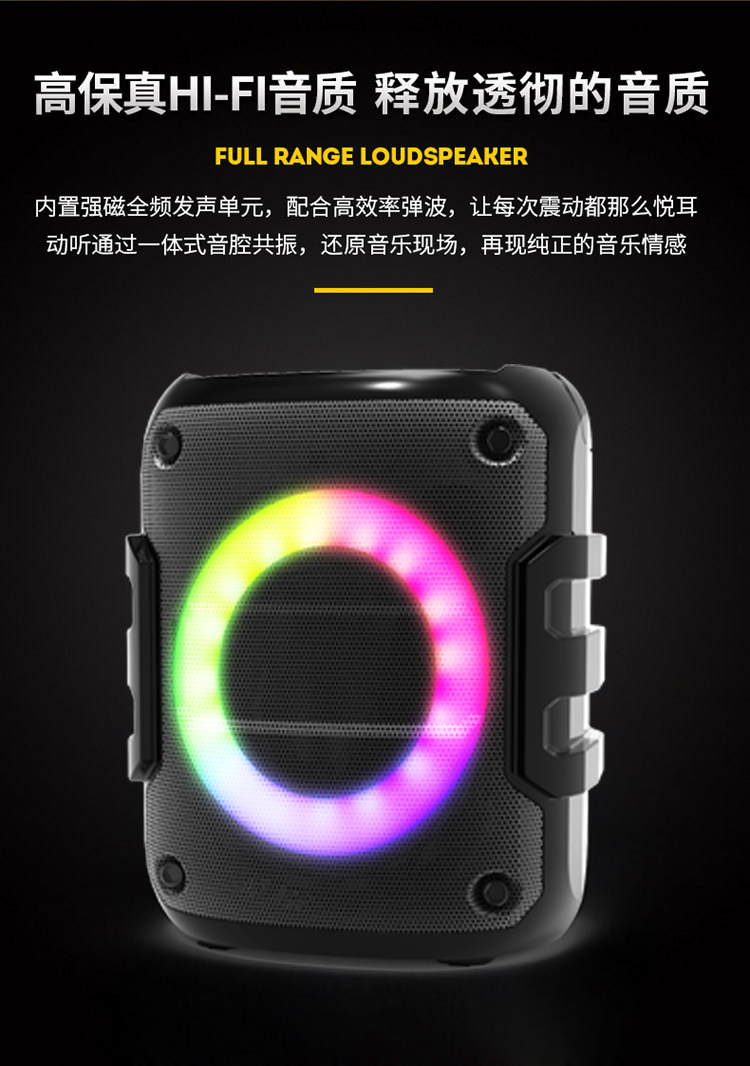 高保真HI-FI音质 释放透彻的音质
FULL RANGE LOUDSPEAKER
内置强磁全频发声单元，配合高效率弹波，让每次震动都那么悦耳
动听通过一体式音腔共振，还原音乐现场，再现纯正的音乐情感